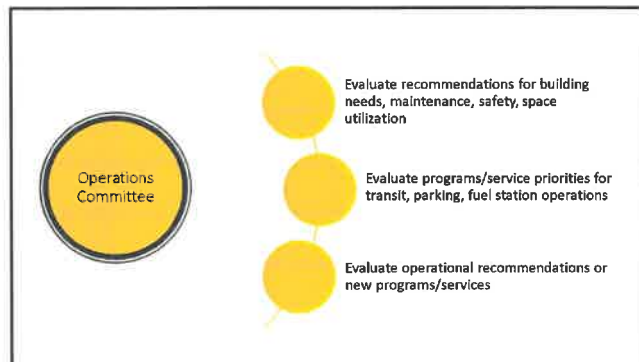 Operations
Committee
Evaluate recommendations for building
needs, maintenance, safety, space
utilization
Evaluate programs/service priorities for
transit, parking, fuel station operations
Evaluate operational recommendations or
new programs/services